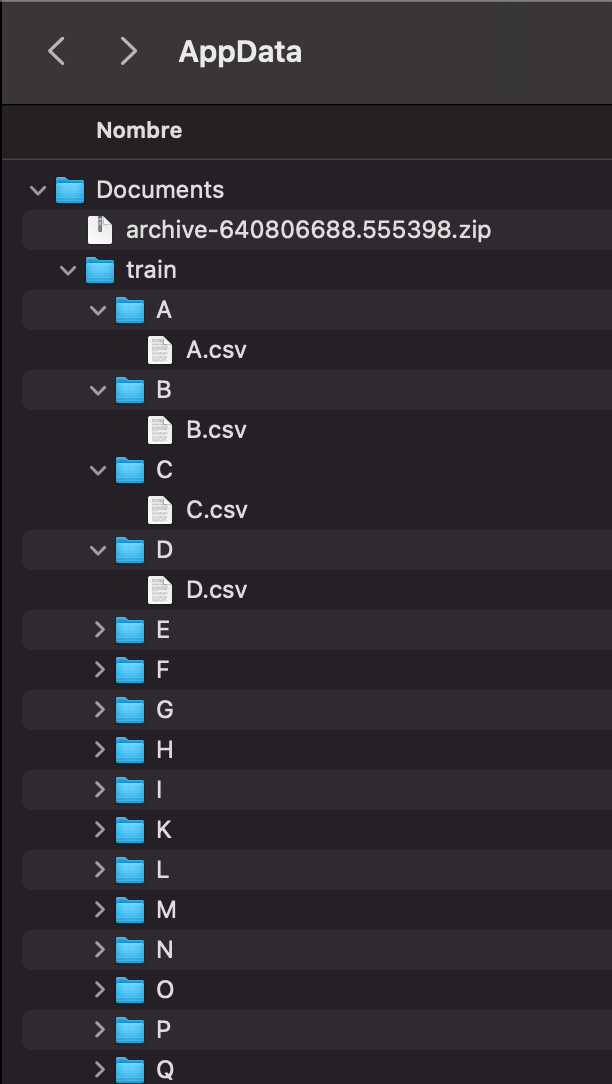 AppData
Nombre
Documents
archive-640806688.555398.zip
train
A
A.csv
B
B.csv
C
C.csv
D
D.csv
E
F
G
H
I
K
L
M
N
O
P
Q